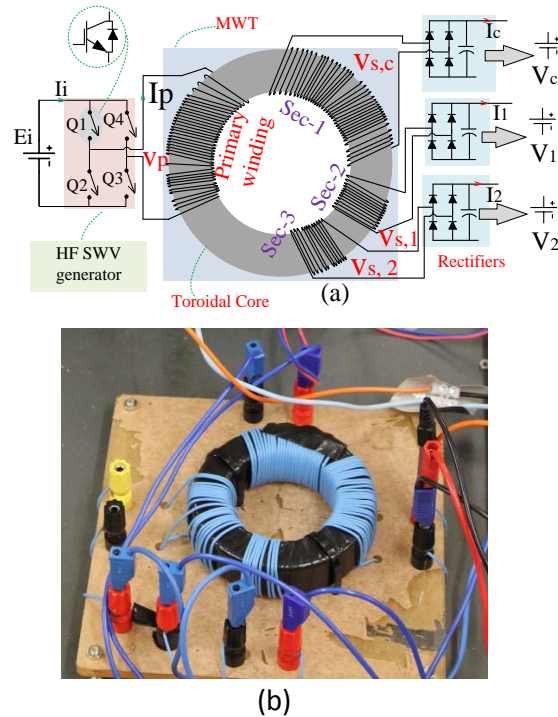 MWT
Ic
Vs,c
Vc
Ii
Ip
Q1
Q4
Ei
Vp
Q2
Q3
Primary
winding
Sec-1
Sec-2
Sec-3
I1
V1
I2
V2
Vs,1
Vs, 2
HF SWV
generator
Toroidal Core
Rectifiers
(a)
(b)